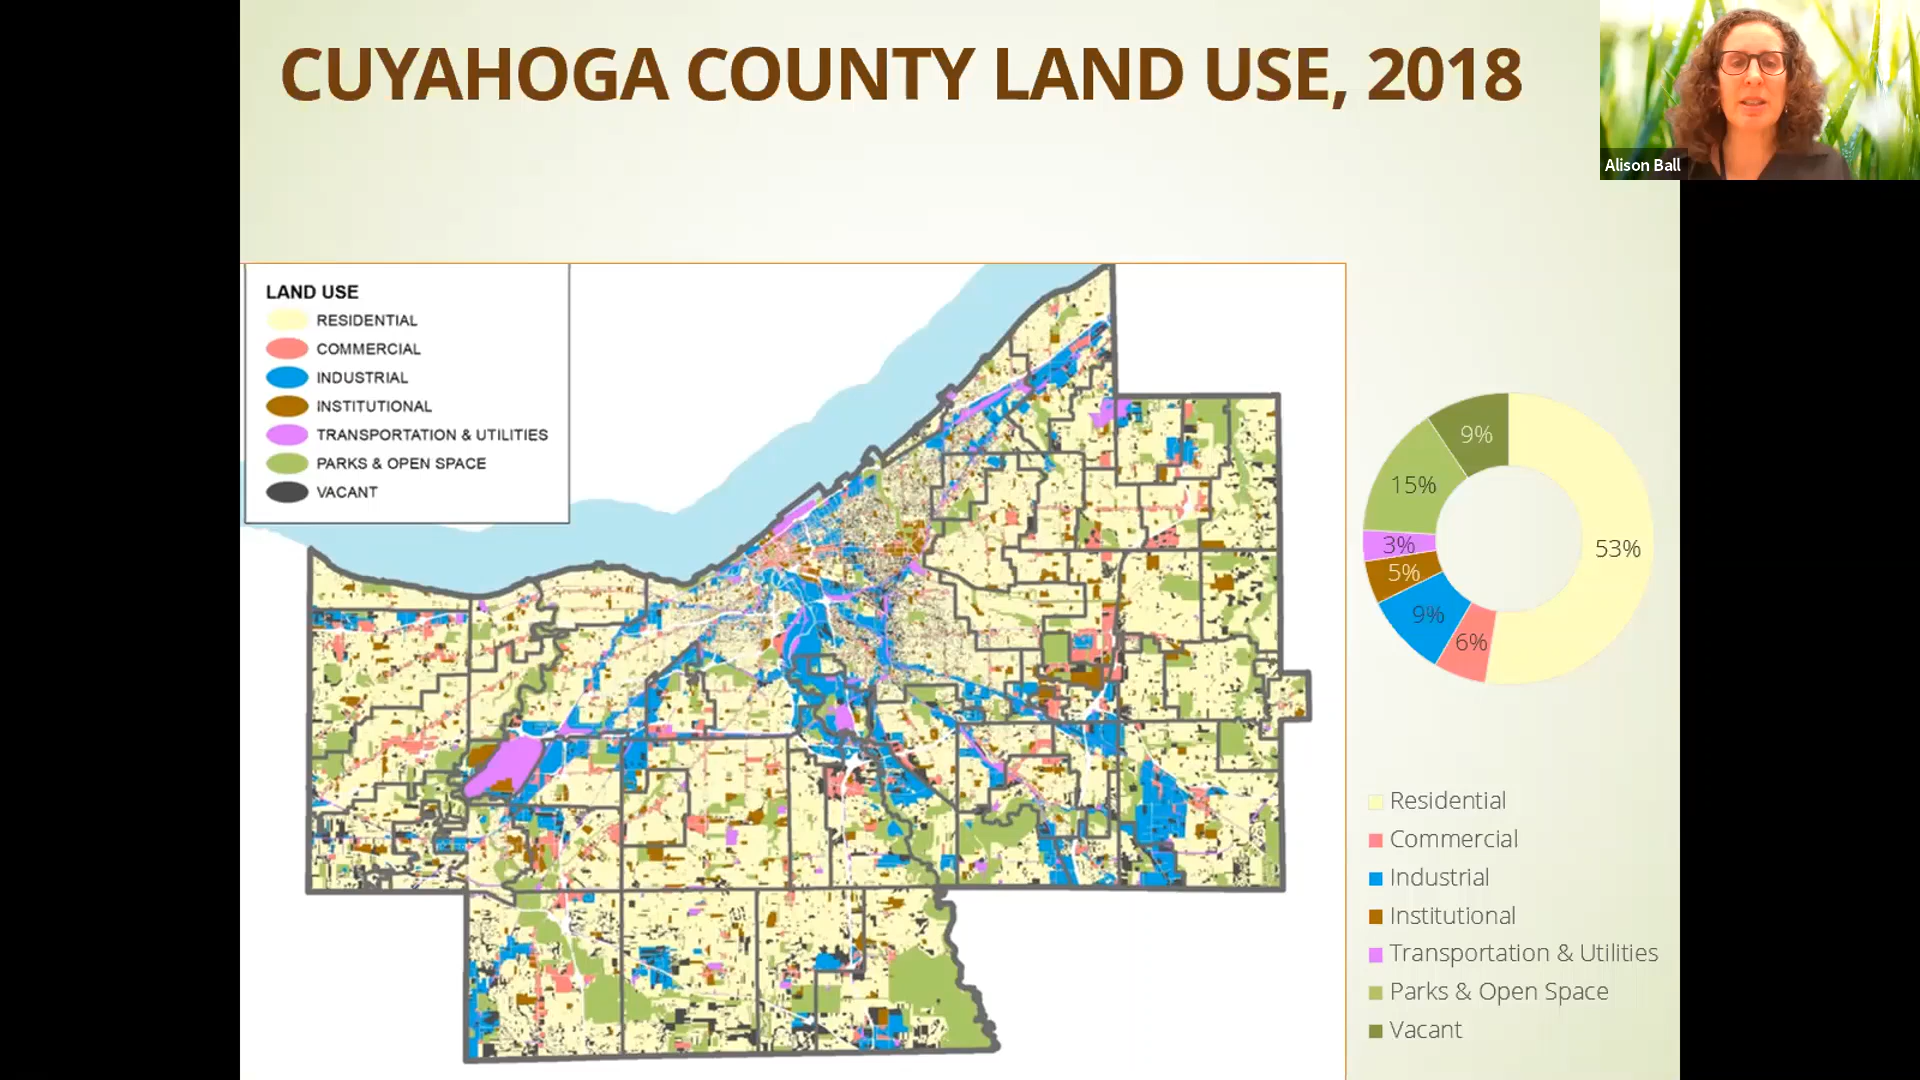 CUYAHOGA COUNTY LAND USE, 2018
Alison Ball
LAND USE
RESIDENTIAL
COMMERCIAL
INDUSTRIAL
INSTITUTIONAL
TRANSPORTATION & UTILITIES
PARKS & OPEN SPACE
VACANT
9%
15%
3%
5%
9%
6%
53%
Residential
Commercial
Industrial
Institutional
Transportation & Utilities
Parks & Open Space
Vacant